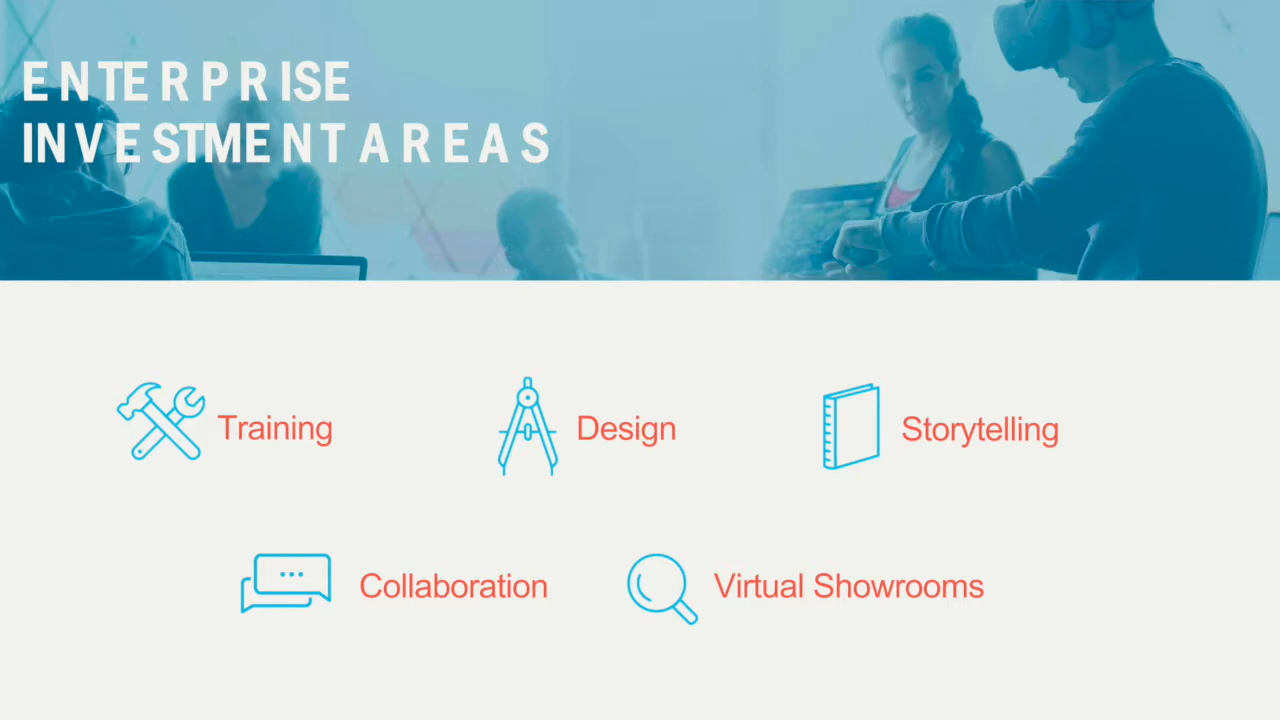 ENTERPRISE
INVESTMENT AREAS
Training
Design
Storytelling
Collaboration
Virtual Showrooms